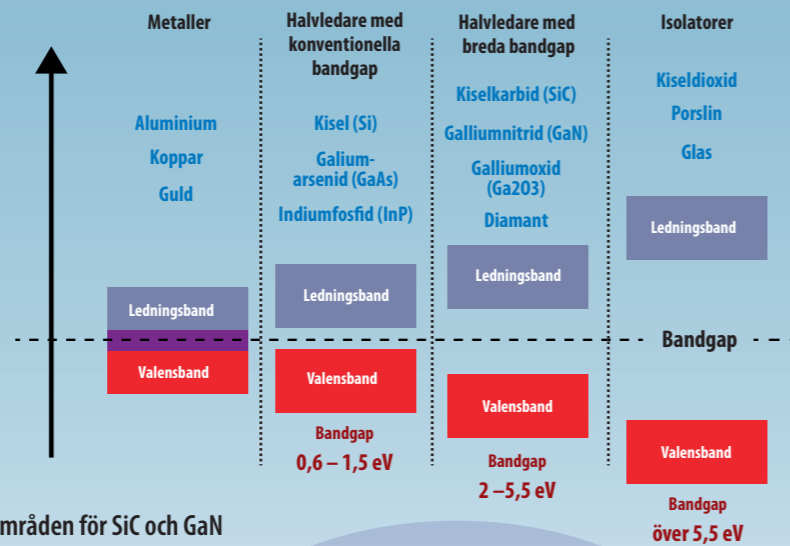 Metaller
Aluminium
Koppar
Guld
Ledningsband
Valensband
Halvledare med
konventionella
bandgap
Kisel (Si)
Galium-
arsenid (GaAs)
Indiumfosfid (InP)
Ledningsband
Valensband
Bandgap
0,6 – 1,5 eV
Halvledare med
breda bandgap
Kiselkarbid (SiC)
Galliumnitrid (GaN)
Galliumoxid
(Ga2O3)
Diamant
Ledningsband
Valensband
Bandgap
2 –5,5 eV
Isolatorer
Kiseldioxid
Porslin
Glas
Ledningsband
Bandgap
Valensband
Bandgap
över 5,5 eV
mråden för SiC och GaN